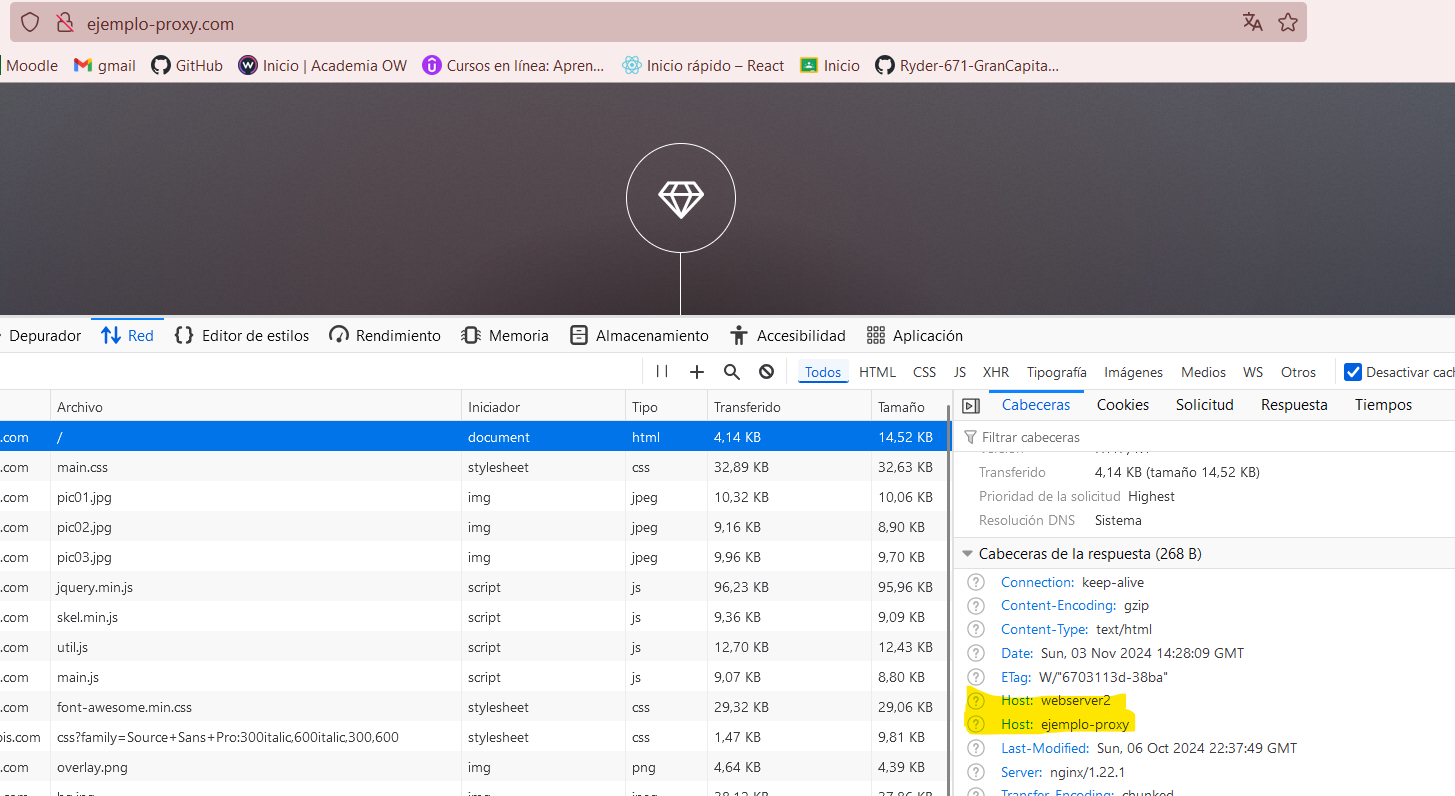 ejemplo-proxy.com
Moodle gmail GitHub Inicio | Academia OW Cursos en línea: Apren... Inicio rápido – React Inicio Ryder-671-GranCapita...
Depurador Red Editor de estilos Rendimiento Memoria Almacenamiento Accesibilidad Aplicación
Todos HTML CSS JS XHR Tipografía Imágenes Medios WS Otros Desactivar cach
Archivo Iniciador Tipo Transferido Tamaño Cabeceras Cookies Solicitud Respuesta Tiempos
.com / document html 4,14 KB 14,52 KB Filtrar cabeceras
.com main.css stylesheet css 32,89 KB 32,63 KB Transferido 4,14 KB (tamaño 14,52 KB)
.com pic01.jpg img jpeg 10,32 KB 10,06 KB Prioridad de la solicitud Highest
.com pic02.jpg img jpeg 9,16 KB 8,90 KB Resolución DNS Sistema
.com pic03.jpg img jpeg 9,96 KB 9,70 KB Cabeceras de la respuesta (268 B)
.com jquery.min.js script js 96,23 KB 95,96 KB Connection: keep-alive
.com skel.min.js script js 9,36 KB 9,09 KB Content-Encoding: gzip
Content-Type: text/html
.com util.js script js 12,70 KB 12,43 KB Date: Sun, 03 Nov 2024 14:28:09 GMT
.com main.js script js 9,07 KB 8,80 KB ETag: W/"6703113d-38ba"
.com font-awesome.min.css stylesheet css 29,32 KB 29,06 KB Host: webserver2
Host: ejemplo-proxy
ois.com css?family=Source+Sans+Pro:300italic,600italic,300,600 stylesheet css 1,47 KB 9,81 KB Last-Modified: Sun, 06 Oct 2024 22:37:49 GMT
.com overlay.png img png 4,64 KB 4,39 KB Server: nginx/1.22.1
Transfer-Encoding: chunked